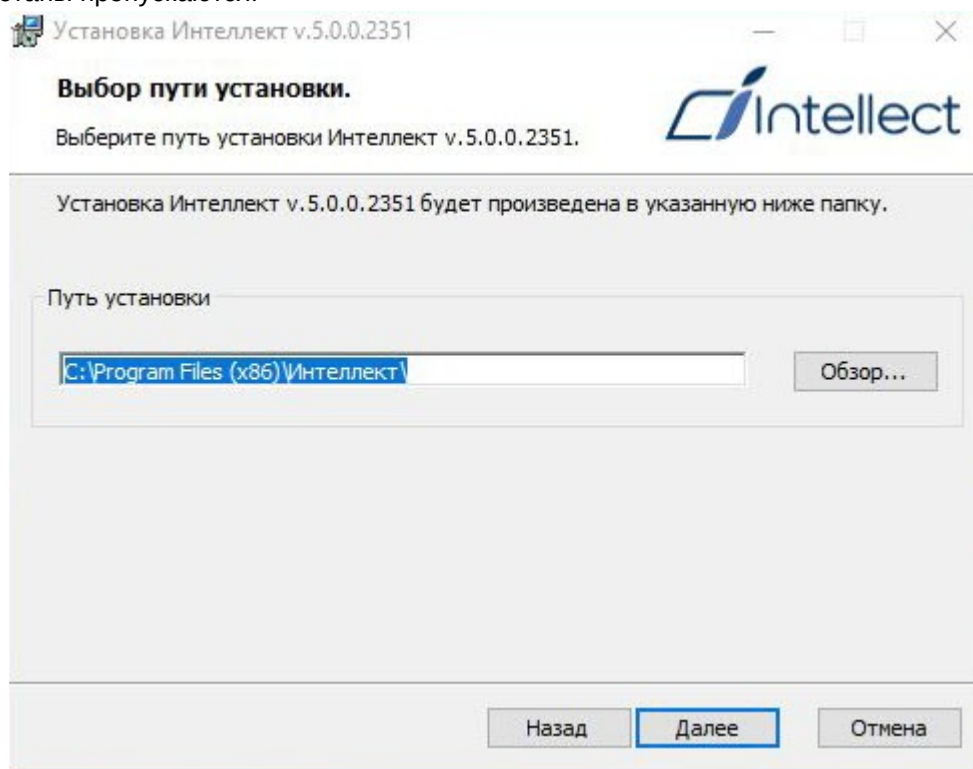 этапы пропускаются.
Установка Интеллект v.5.0.0.2351
Выбор пути установки.
Intellect
Выберите путь установки Интеллект v.5.0.0.2351.
Установка Интеллект v.5.0.0.2351 будет произведена в указанную ниже папку.
Путь установки
C:\Program Files (x86)\Интеллект\
Обзор...
Назад Далее Отмена